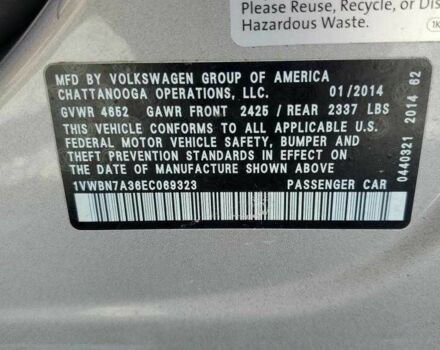 Please Reuse, Recycle, or Dis
Hazardous Waste.
1K
MFD BY VOLKSWAGEN GROUP OF AMERICA
CHATTANOOGA OPERATIONS, LLC. 01/2014
GVWR 4652 GAWR FRONT 2425 / REAR 2337 LBS
THIS VEHICLE CONFORMS TO ALL APPLICABLE U.S.
FEDERAL MOTOR VEHICLE SAFETY, BUMPER AND
THEFT PREVENTION STANDARDS IN EFFECT ON
THE DATE OF MANUFACTURE SHOWN ABOVE.
1VWBN7A36EC069323 PASSENGER CAR
0440321 2014 62